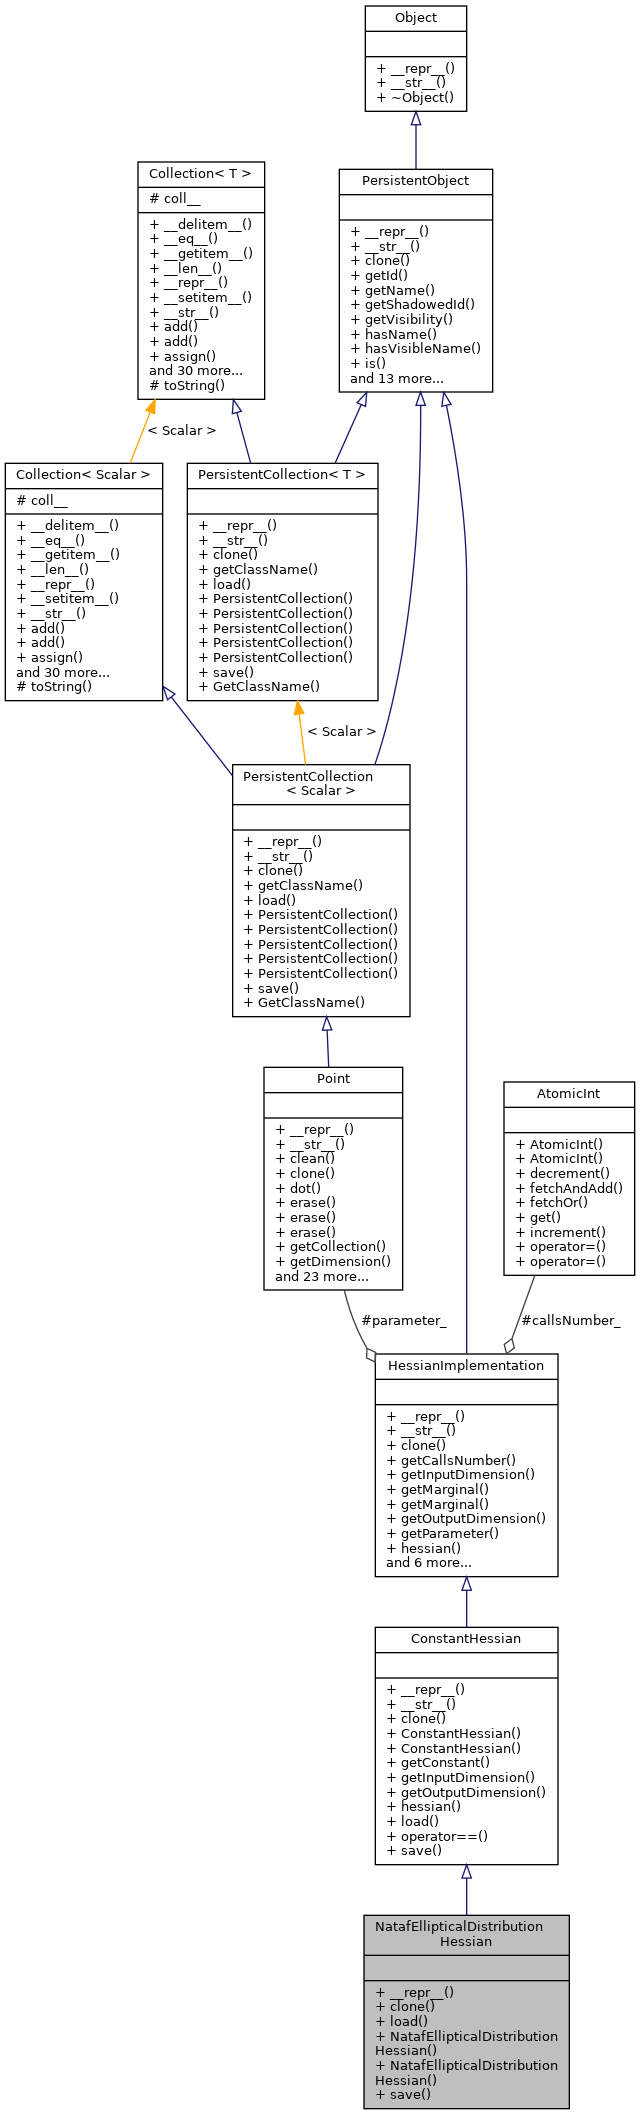 Object
+ __repr__()
+ __str__()
+ ~Object()
Collection< T >
# coll__
+ __delitem__()
+ __eq__()
+ __getitem__()
+ __len__()
+ __repr__()
+ __setitem__()
+ __str__()
+ add()
+ add()
+ assign()
and 30 more...
# toString()
PersistentObject
+ __repr__()
+ __str__()
+ clone()
+ getId()
+ getName()
+ getShadowedId()
+ getVisibility()
+ hasName()
+ hasVisibleName()
+ is()
and 13 more...
< Scalar >
Collection< Scalar >
# coll__
+ __delitem__()
+ __eq__()
+ __getitem__()
+ __len__()
+ __repr__()
+ __setitem__()
+ __str__()
+ add()
+ add()
+ assign()
and 30 more...
# toString()
PersistentCollection< T >
+ __repr__()
+ __str__()
+ clone()
+ getClassName()
+ load()
+ PersistentCollection()
+ PersistentCollection()
+ PersistentCollection()
+ PersistentCollection()
+ PersistentCollection()
+ save()
+ GetClassName()
< Scalar >
PersistentCollection
< Scalar >
+ __repr__()
+ __str__()
+ clone()
+ getClassName()
+ load()
+ PersistentCollection()
+ PersistentCollection()
+ PersistentCollection()
+ PersistentCollection()
+ PersistentCollection()
+ save()
+ GetClassName()
Point
+ __repr__()
+ __str__()
+ clean()
+ clone()
+ dot()
+ erase()
+ erase()
+ erase()
+ getCollection()
+ getDimension()
and 23 more...
AtomicInt
+ AtomicInt()
+ AtomicInt()
+ decrement()
+ fetchAndAdd()
+ fetchOr()
+ get()
+ increment()
+ operator=()
+ operator=()
#parameter_
#callsNumber_
HessianImplementation
+ __repr__()
+ __str__()
+ clone()
+ getCallsNumber()
+ getInputDimension()
+ getMarginal()
+ getMarginal()
+ getOutputDimension()
+ getParameter()
+ hessian()
and 6 more...
ConstantHessian
+ __repr__()
+ __str__()
+ clone()
+ ConstantHessian()
+ ConstantHessian()
+ getConstant()
+ getInputDimension()
+ getOutputDimension()
+ hessian()
+ load()
+ operator==()
+ save()
NatafEllipticalDistribution
Hessian
+ __repr__()
+ clone()
+ load()
+ NatafEllipticalDistribution
Hessian()
+ NatafEllipticalDistribution
Hessian()
+ save()